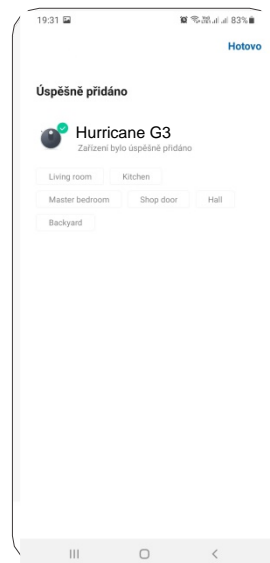 19:31 83%
Hotovo
Úspěšně přidáno
Hurricane G3
Zařízení bylo úspěšně přidáno
Living room Kitchen
Master bedroom Shop door Hall
Backyard